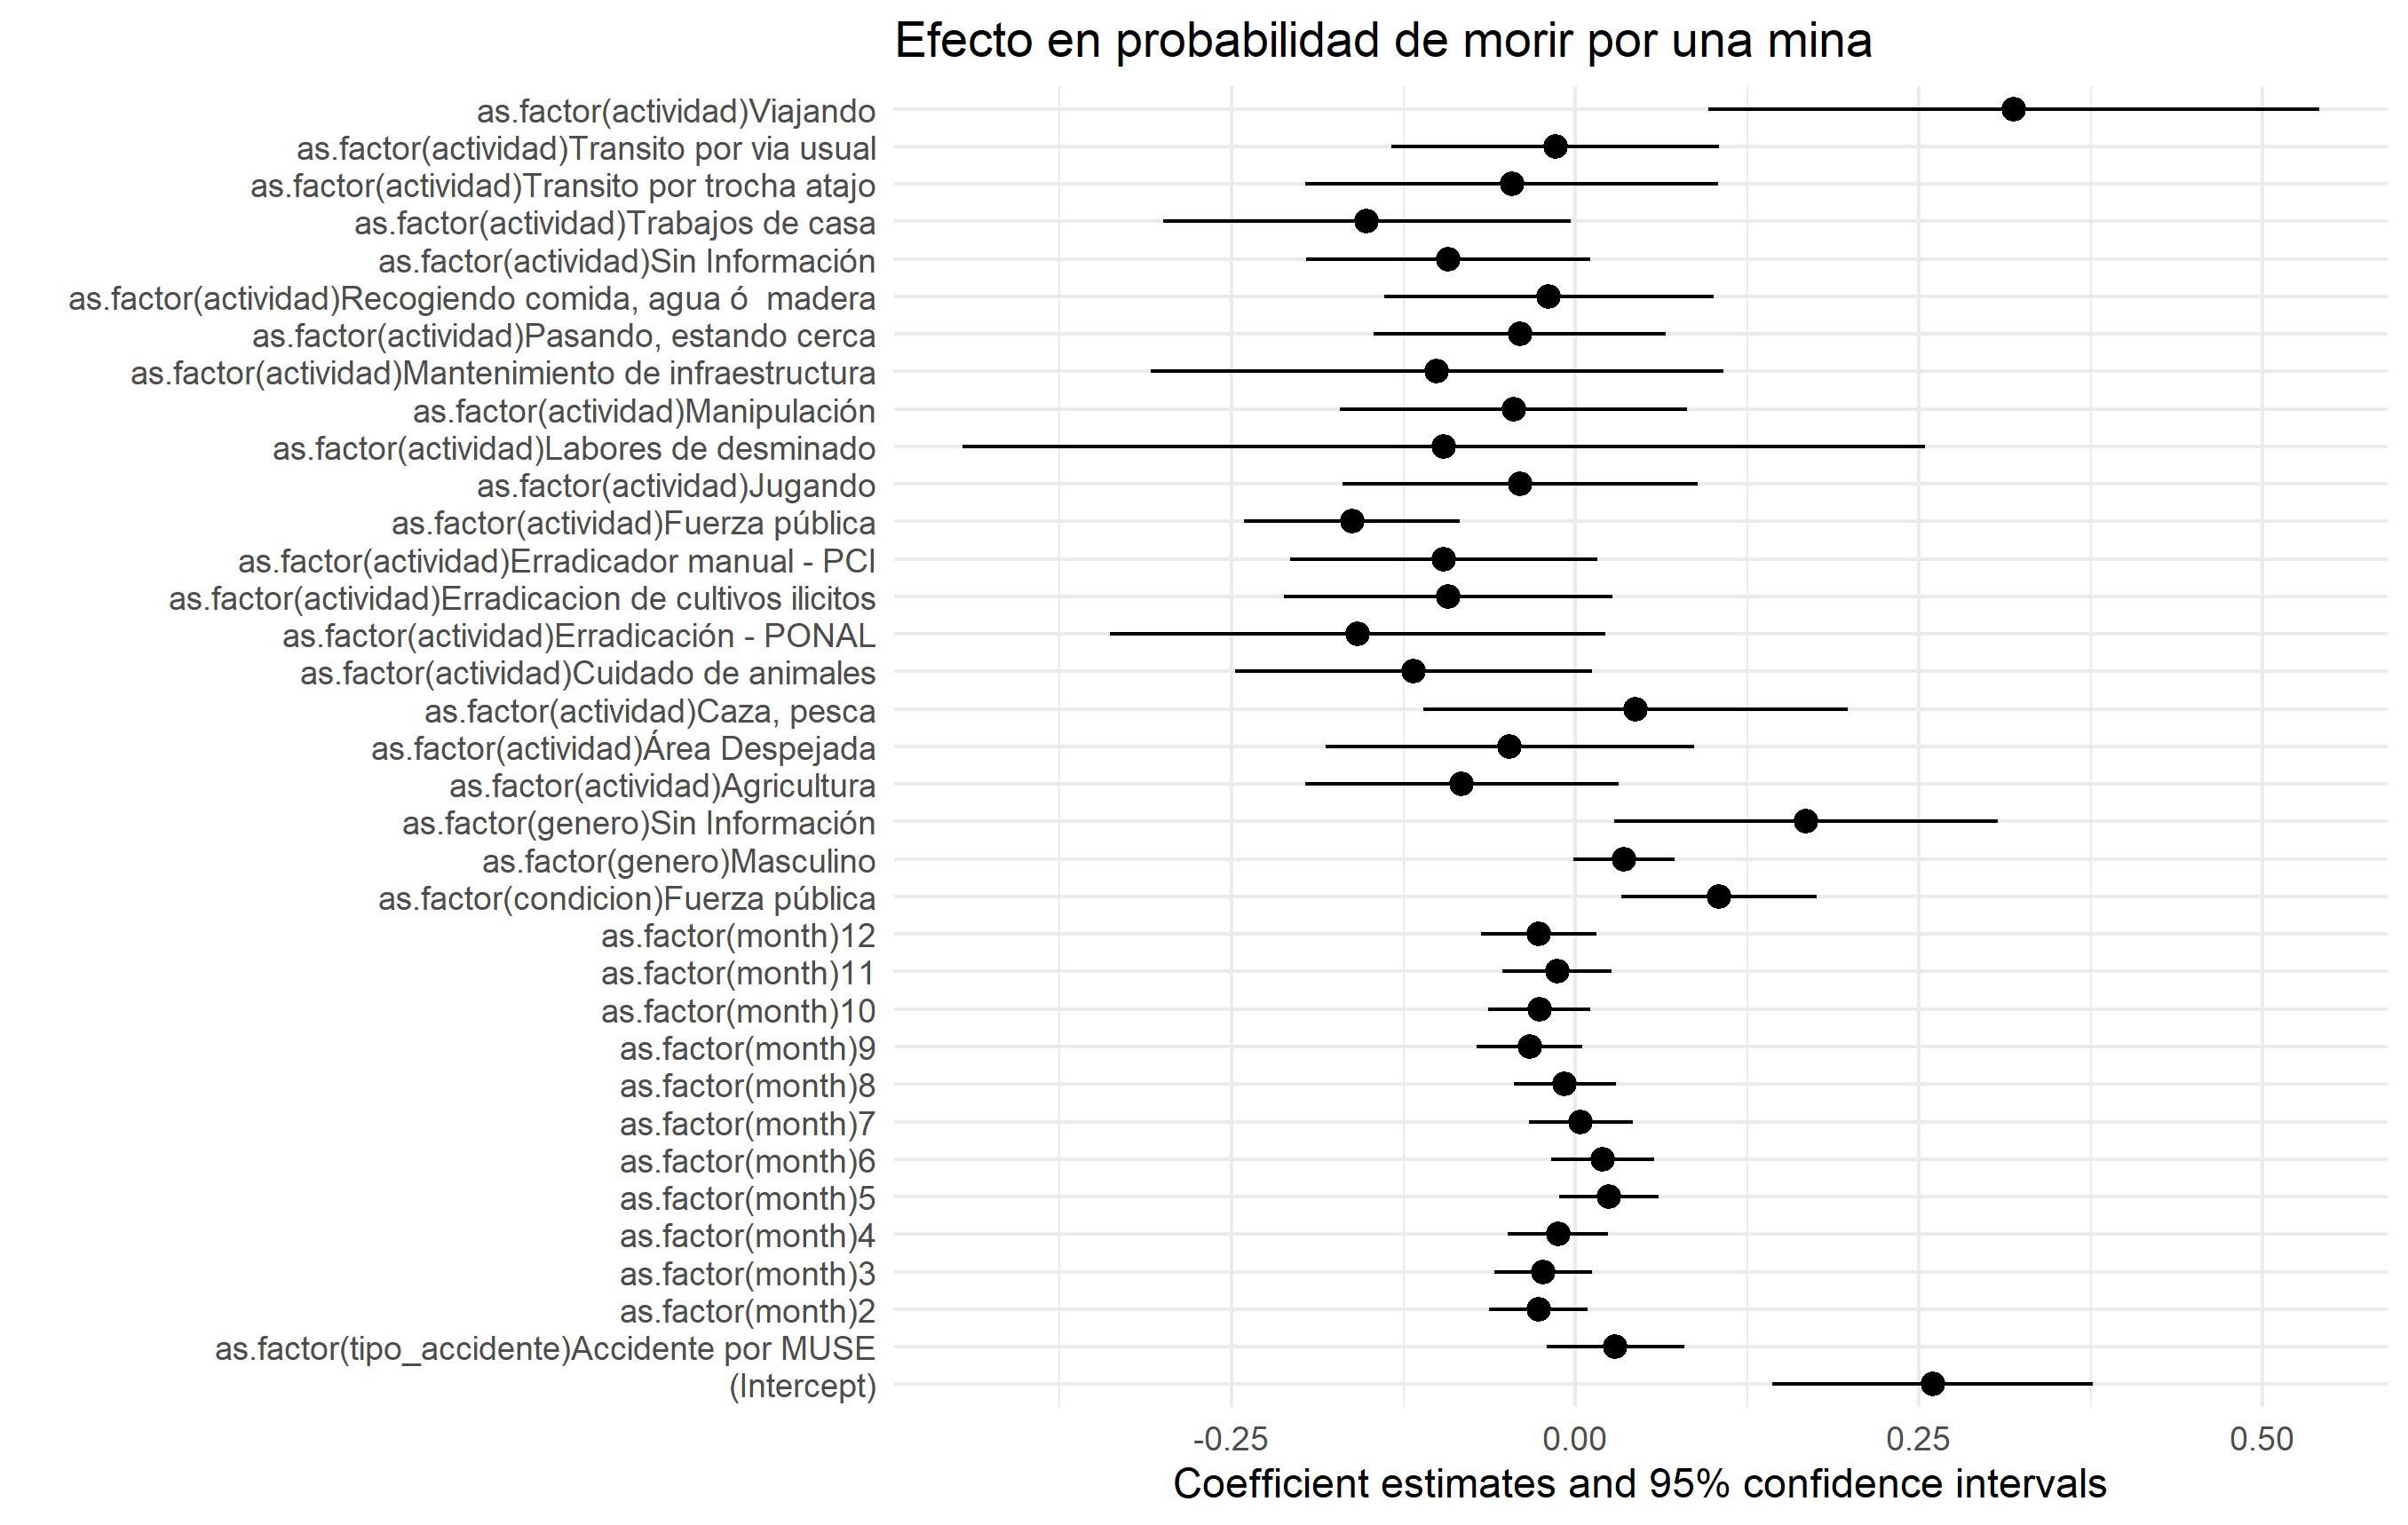 Efecto en probabilidad de morir por una mina
as.factor(actividad)Viajando
as.factor(actividad)Transito por via usual
as.factor(actividad)Transito por trocha atajo
as.factor(actividad)Trabajos de casa
as.factor(actividad)Sin Información
as.factor(actividad)Recogiendo comida, agua ó  madera
as.factor(actividad)Pasando, estando cerca
as.factor(actividad)Mantenimiento de infraestructura
as.factor(actividad)Manipulación
as.factor(actividad)Labores de desminado
as.factor(actividad)Jugando
as.factor(actividad)Fuerza pública
as.factor(actividad)Erradicador manual - PCI
as.factor(actividad)Erradicacion de cultivos ilicitos
as.factor(actividad)Erradicación - PONAL
as.factor(actividad)Cuidado de animales
as.factor(actividad)Caza, pesca
as.factor(actividad)Área Despejada
as.factor(actividad)Agricultura
as.factor(genero)Sin Información
as.factor(genero)Masculino
as.factor(condicion)Fuerza pública
as.factor(month)12
as.factor(month)11
as.factor(month)10
as.factor(month)9
as.factor(month)8
as.factor(month)7
as.factor(month)6
as.factor(month)5
as.factor(month)4
as.factor(month)3
as.factor(month)2
as.factor(tipo_accidente)Accidente por MUSE
(Intercept)
-0.25 0.00 0.25 0.50
Coefficient estimates and 95% confidence intervals